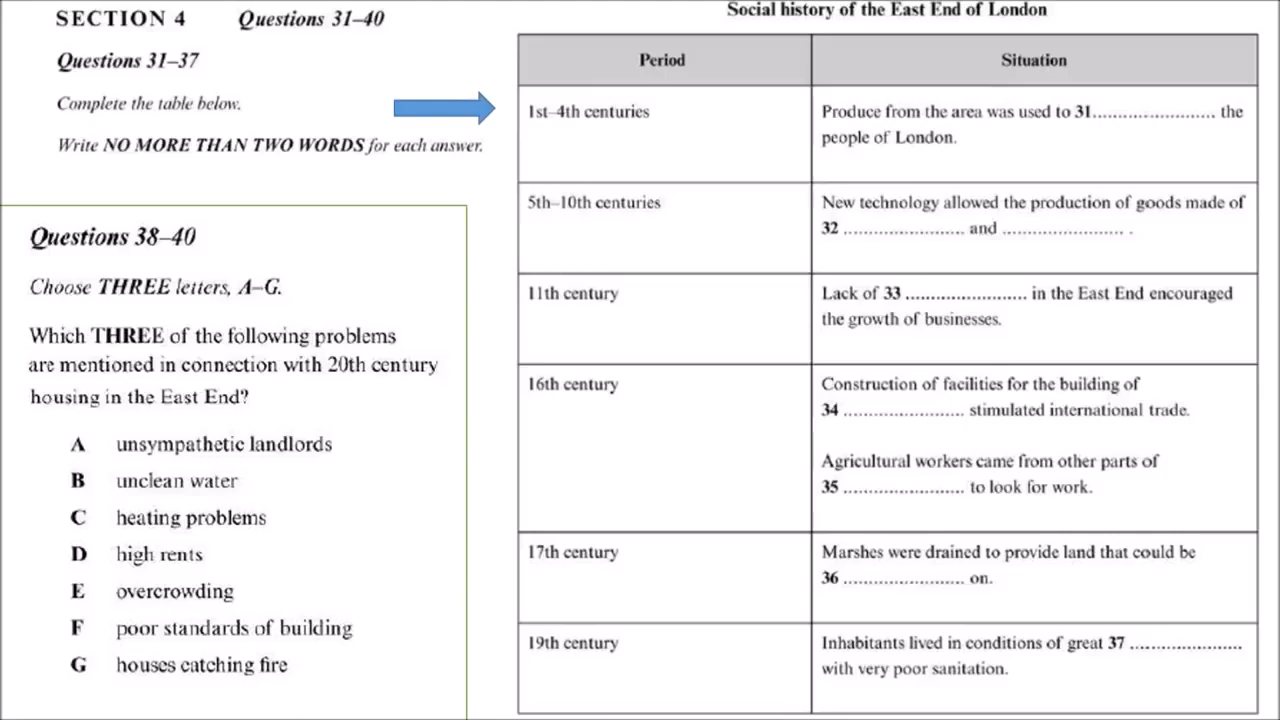 SECTION 4 Questions 31–40
Questions 31–37
Complete the table below.
Write NO MORE THAN TWO WORDS for each answer.
Questions 38–40
Choose THREE letters, A–G.
Which THREE of the following problems
are mentioned in connection with 20th century
housing in the East End?
A unsympathetic landlords
B unclean water
C heating problems
D high rents
E overcrowding
F poor standards of building
G houses catching fire
Social history of the East End of London
Period Situation
1st–4th centuries Produce from the area was used to 31........................ the
people of London.
5th–10th centuries New technology allowed the production of goods made of
32 ........................ and ........................ .
11th century Lack of 33 ........................ in the East End encouraged
the growth of businesses.
16th century Construction of facilities for the building of
34 ........................ stimulated international trade.
Agricultural workers came from other parts of
35 ........................ to look for work.
17th century Marshes were drained to provide land that could be
36 ........................ on.
19th century Inhabitants lived in conditions of great 37 ......................
with very poor sanitation.